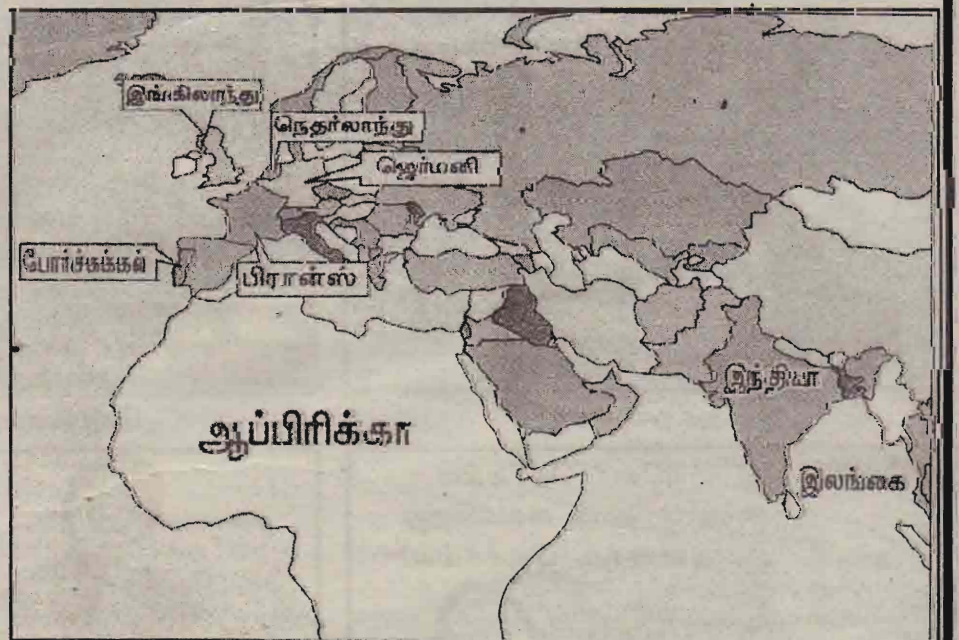 இங்கிலாந்து
நெதர்லாந்து
ஜெர்மனி
போர்ச்சுக்கல்
பிரான்ஸ்
இந்தியா
ஆப்பிரிக்கா
இலங்கை